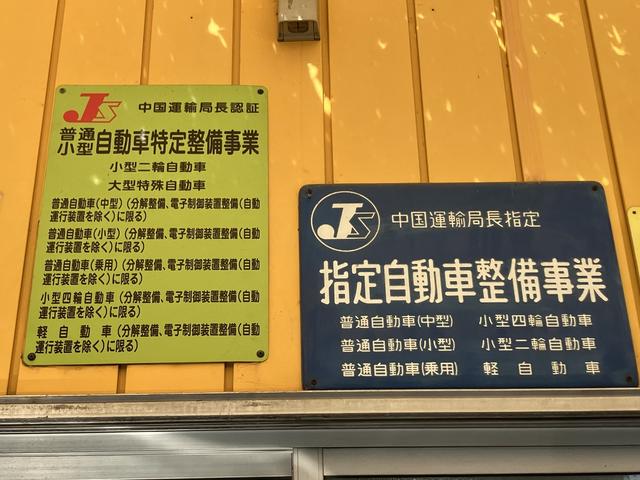 JS
中国運輸局長認証
普通
小型
自動車特定整備事業
小型二輪自動車
大型特殊自動車
普通自動車(中型)(分解整備、電子制御装置整備(自動
運行装置を除く)に限る)
普通自動車(小型)(分解整備、電子制御装置整備(自動
運行装置を除く)に限る)
普通自動車(乗用)(分解整備、電子制御装置整備(自動
運行装置を除く)に限る)
小型四輪自動車(分解整備、電子制御装置整備(自動
運行装置を除く)に限る)
軽自動車(分解整備、電子制御装置整備(自動
運行装置を除く)に限る)
JS
中国運輸局長指定
指定自動車整備事業
普通自動車(中型) 小型四輪自動車
普通自動車(小型) 小型二輪自動車
普通自動車(乗用) 軽自動車